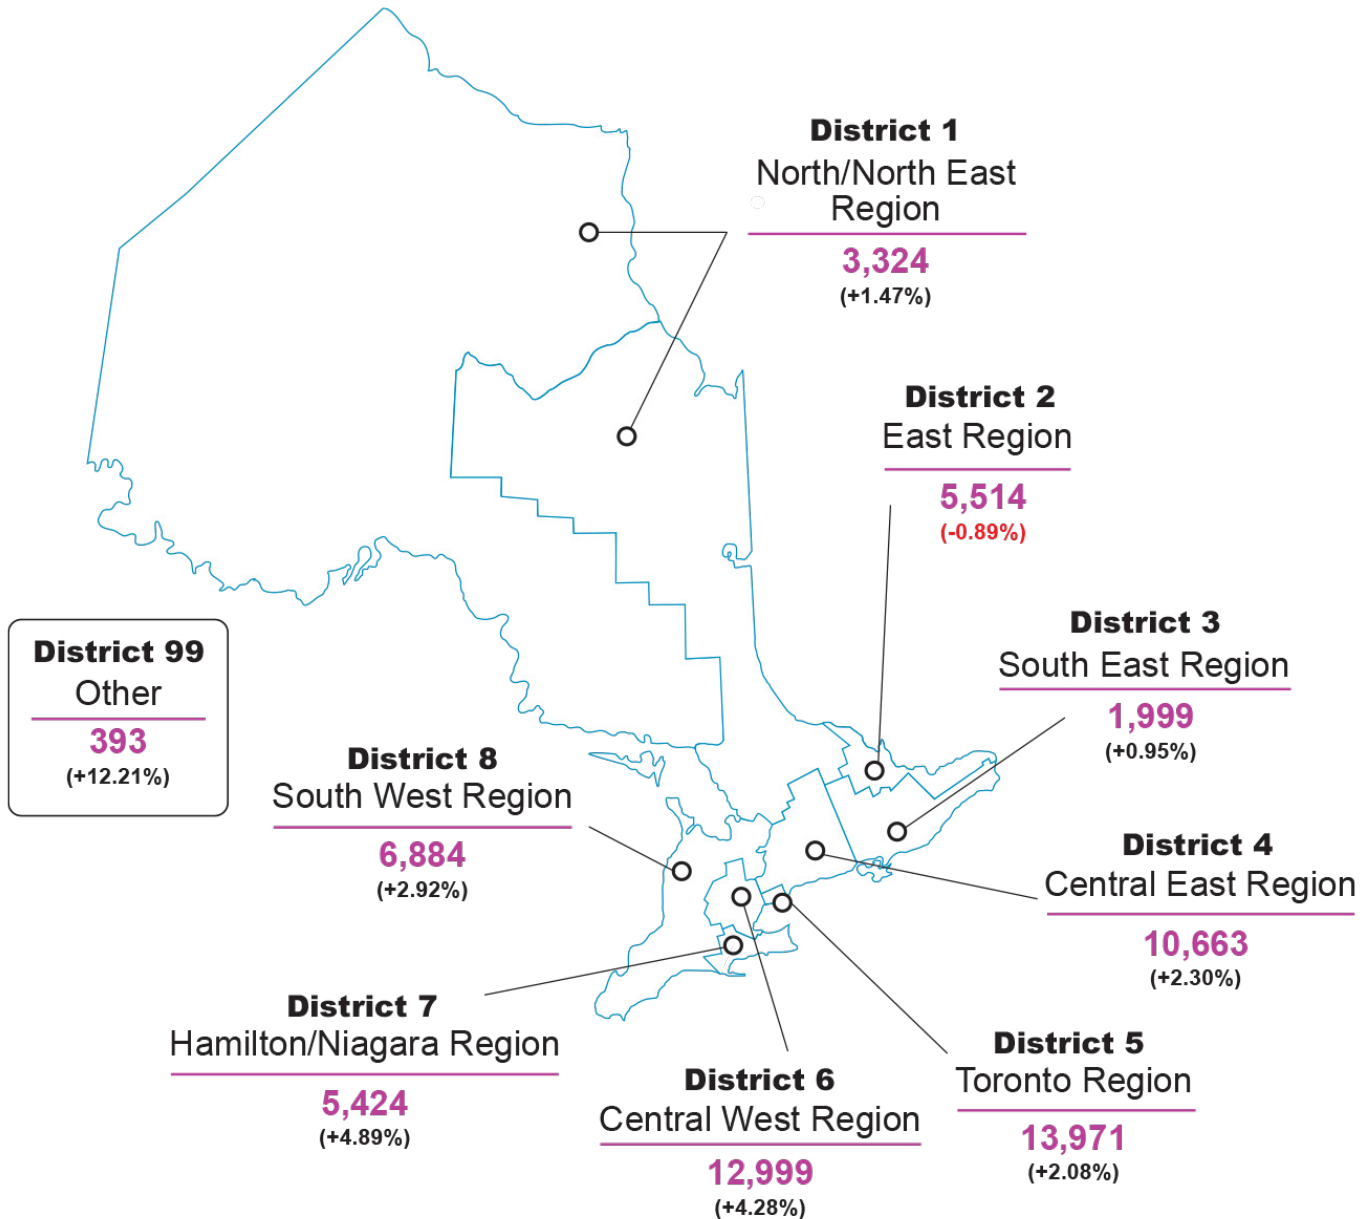 District 1
North/North East
Region
3,324
(+1.47%)
District 2
East Region
5,514
(-0.89%)
District 3
South East Region
1,999
(+0.95%)
District 99
Other
393
(+12.21%)
District 8
South West Region
6,884
(+2.92%)
District 4
Central East Region
10,663
(+2.30%)
District 7
Hamilton/Niagara Region
5,424
(+4.89%)
District 6
Central West Region
12,999
(+4.28%)
District 5
Toronto Region
13,971
(+2.08%)